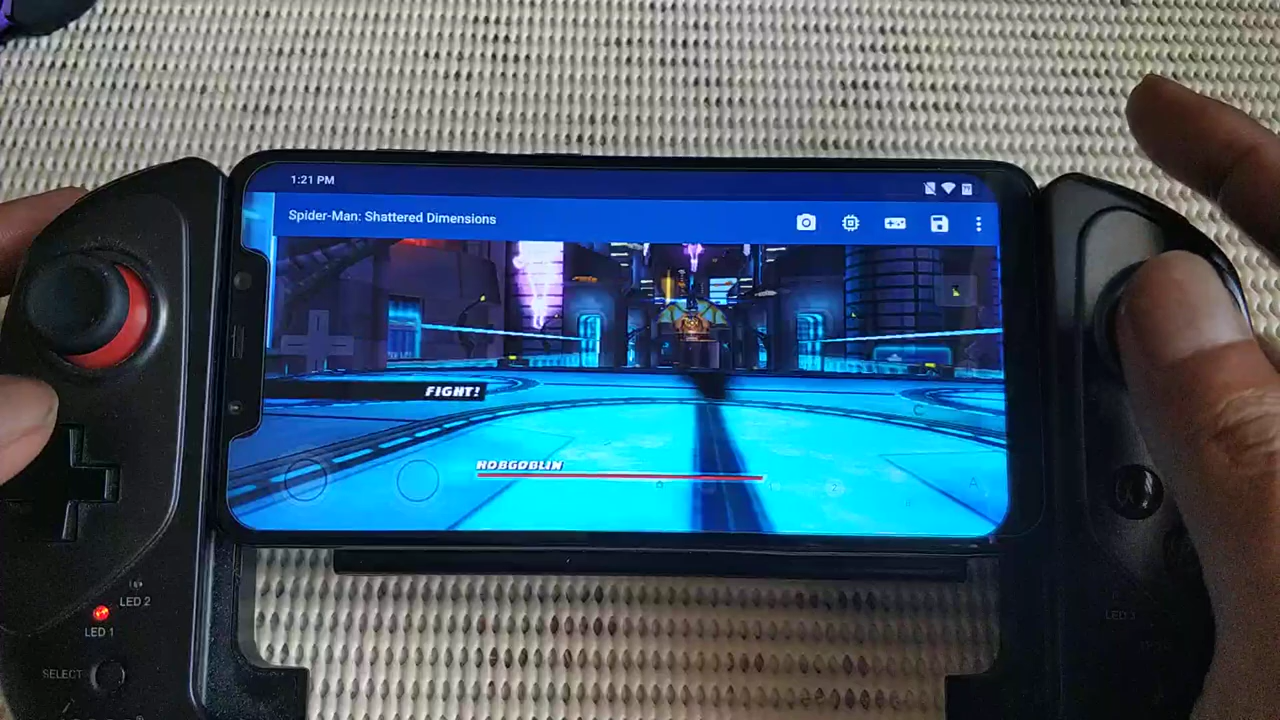 1:21 PM
Spider-Man: Shattered Dimensions
FIGHT!
HOBGOBLIN
C
A
LED 2
LED 1
SELECT